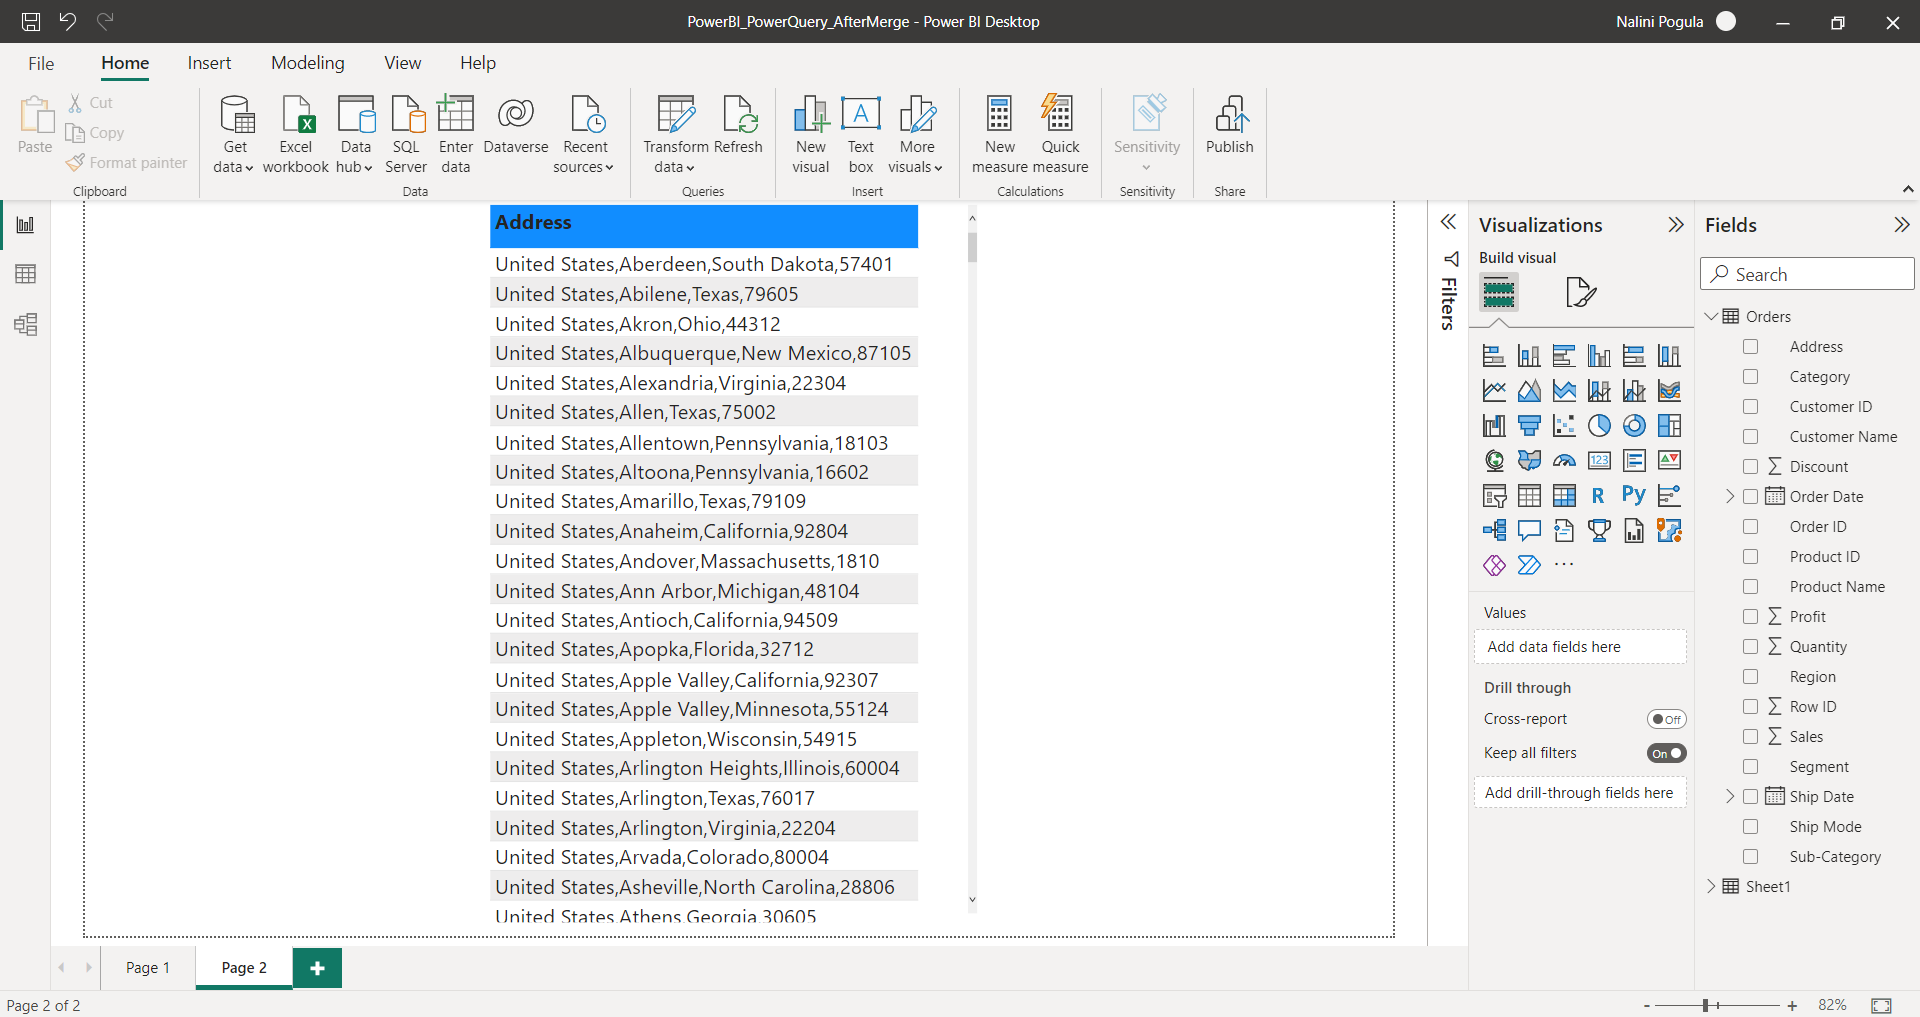 PowerBI_PowerQuery_AfterMerge - Power BI Desktop
Nalini Pogula
File Home Insert Modeling View Help
Paste
Cut
Copy
Format painter
Clipboard
Get data
Excel workbook
Data hub
SQL Server
Enter data
Dataverse
Recent sources
Data
Transform data
Refresh
Queries
New visual
Text box
More visuals
Insert
New measure
Quick measure
Calculations
Sensitivity
Sensitivity
Publish
Share
Address
United States,Aberdeen,South Dakota,57401
United States,Abilene,Texas,79605
United States,Akron,Ohio,44312
United States,Albuquerque,New Mexico,87105
United States,Alexandria,Virginia,22304
United States,Allen,Texas,75002
United States,Allentown,Pennsylvania,18103
United States,Altoona,Pennsylvania,16602
United States,Amarillo,Texas,79109
United States,Anaheim,California,92804
United States,Andover,Massachusetts,1810
United States,Ann Arbor,Michigan,48104
United States,Antioch,California,94509
United States,Apopka,Florida,32712
United States,Apple Valley,California,92307
United States,Apple Valley,Minnesota,55124
United States,Appleton,Wisconsin,54915
United States,Arlington Heights,Illinois,60004
United States,Arlington,Texas,76017
United States,Arlington,Virginia,22204
United States,Arvada,Colorado,80004
United States,Asheville,North Carolina,28806
United States,Athens,Georgia,30605
Filters
Visualizations
Build visual
123
R
Py
...
Values
Add data fields here
Drill through
Cross-report Off
Keep all filters On
Add drill-through fields here
Fields
Search
Orders
Address
Category
Customer ID
Customer Name
Discount
Order Date
Order ID
Product ID
Product Name
Profit
Quantity
Region
Row ID
Sales
Segment
Ship Date
Ship Mode
Sub-Category
Sheet1
Page 1 Page 2 +
Page 2 of 2
- + 82%